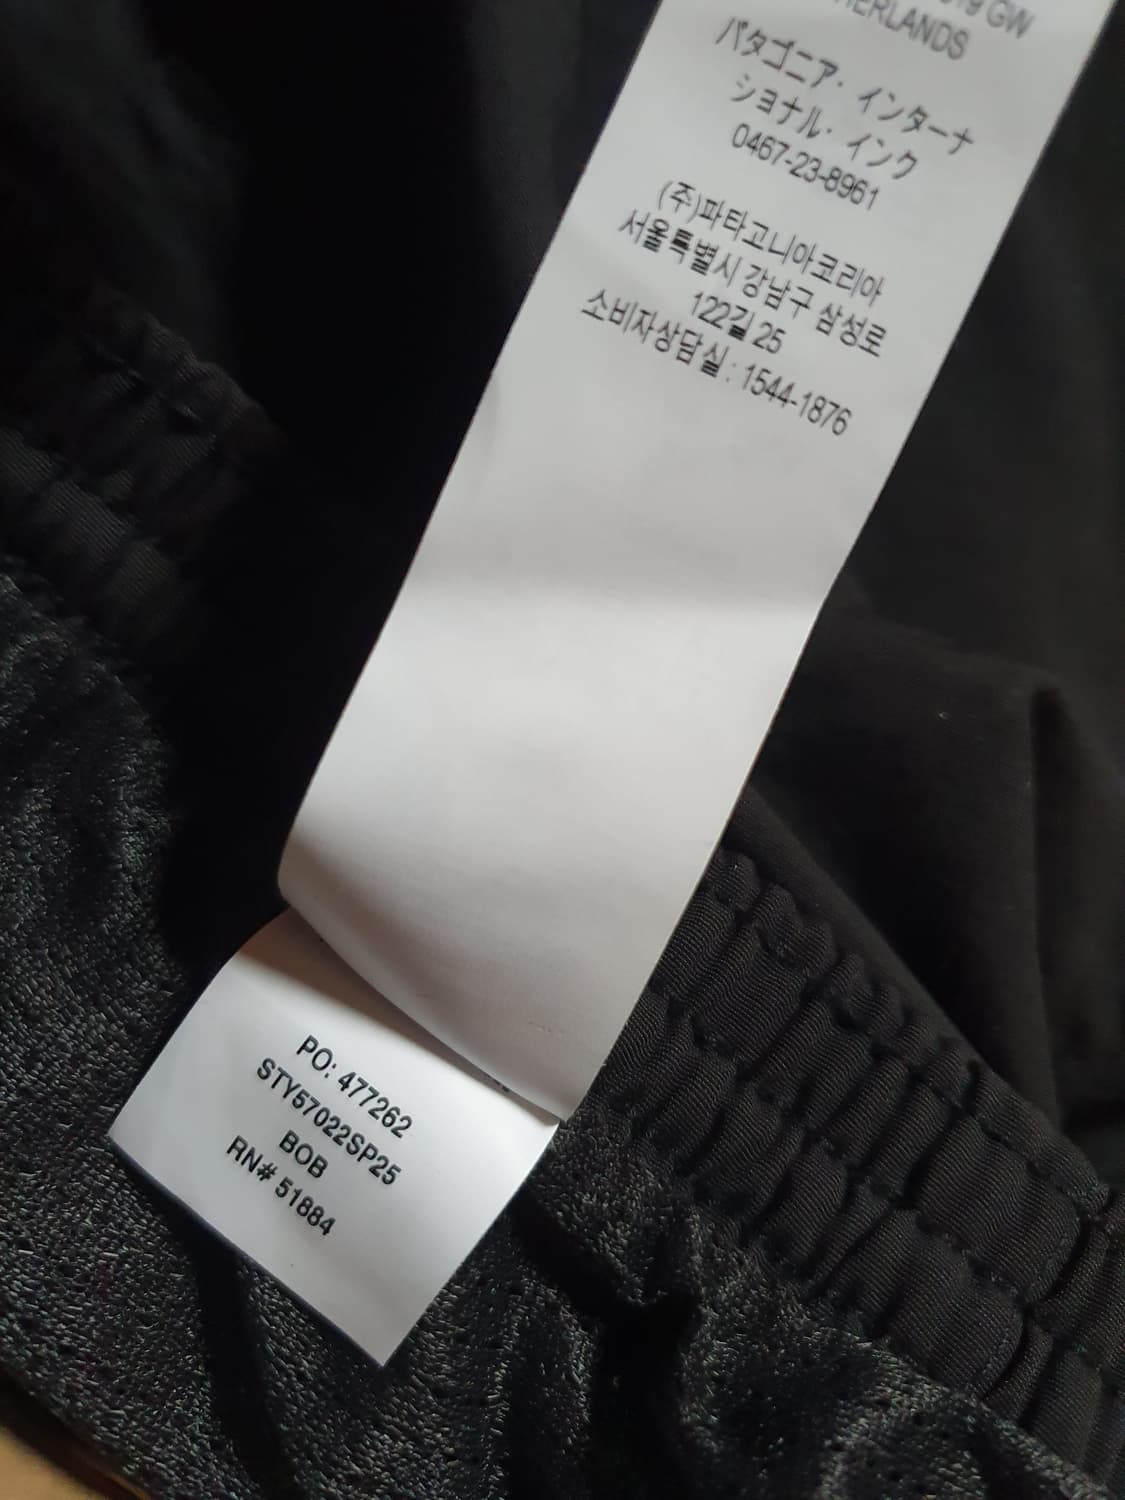 GW
HERLANDS
パタゴニア・インターナ
ショナル・インク
0467-23-8961
(주)파타고니아코리아
서울특별시 강남구 삼성로
122길 25
소비자상담실 : 1544-1876
PO: 477262
STY57022SP25
BOB
RN# 51884